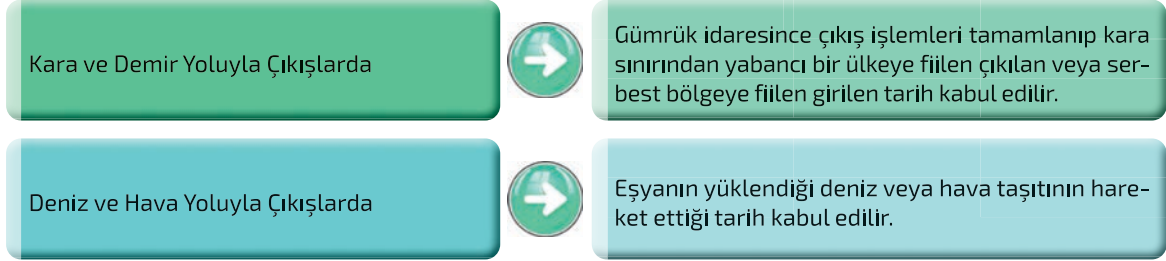 Kara ve Demir Yoluyla Çıkışlarda
Gümrük idaresince çıkış işlemleri tamamlanıp kara
sınırından yabancı bir ülkeye fiilen çıkılan veya ser-
best bölgeye fiilen girilen tarih kabul edilir.
Deniz ve Hava Yoluyla Çıkışlarda
Eşyanın yüklendiği deniz veya hava taşıtının hare-
ket ettiği tarih kabul edilir.